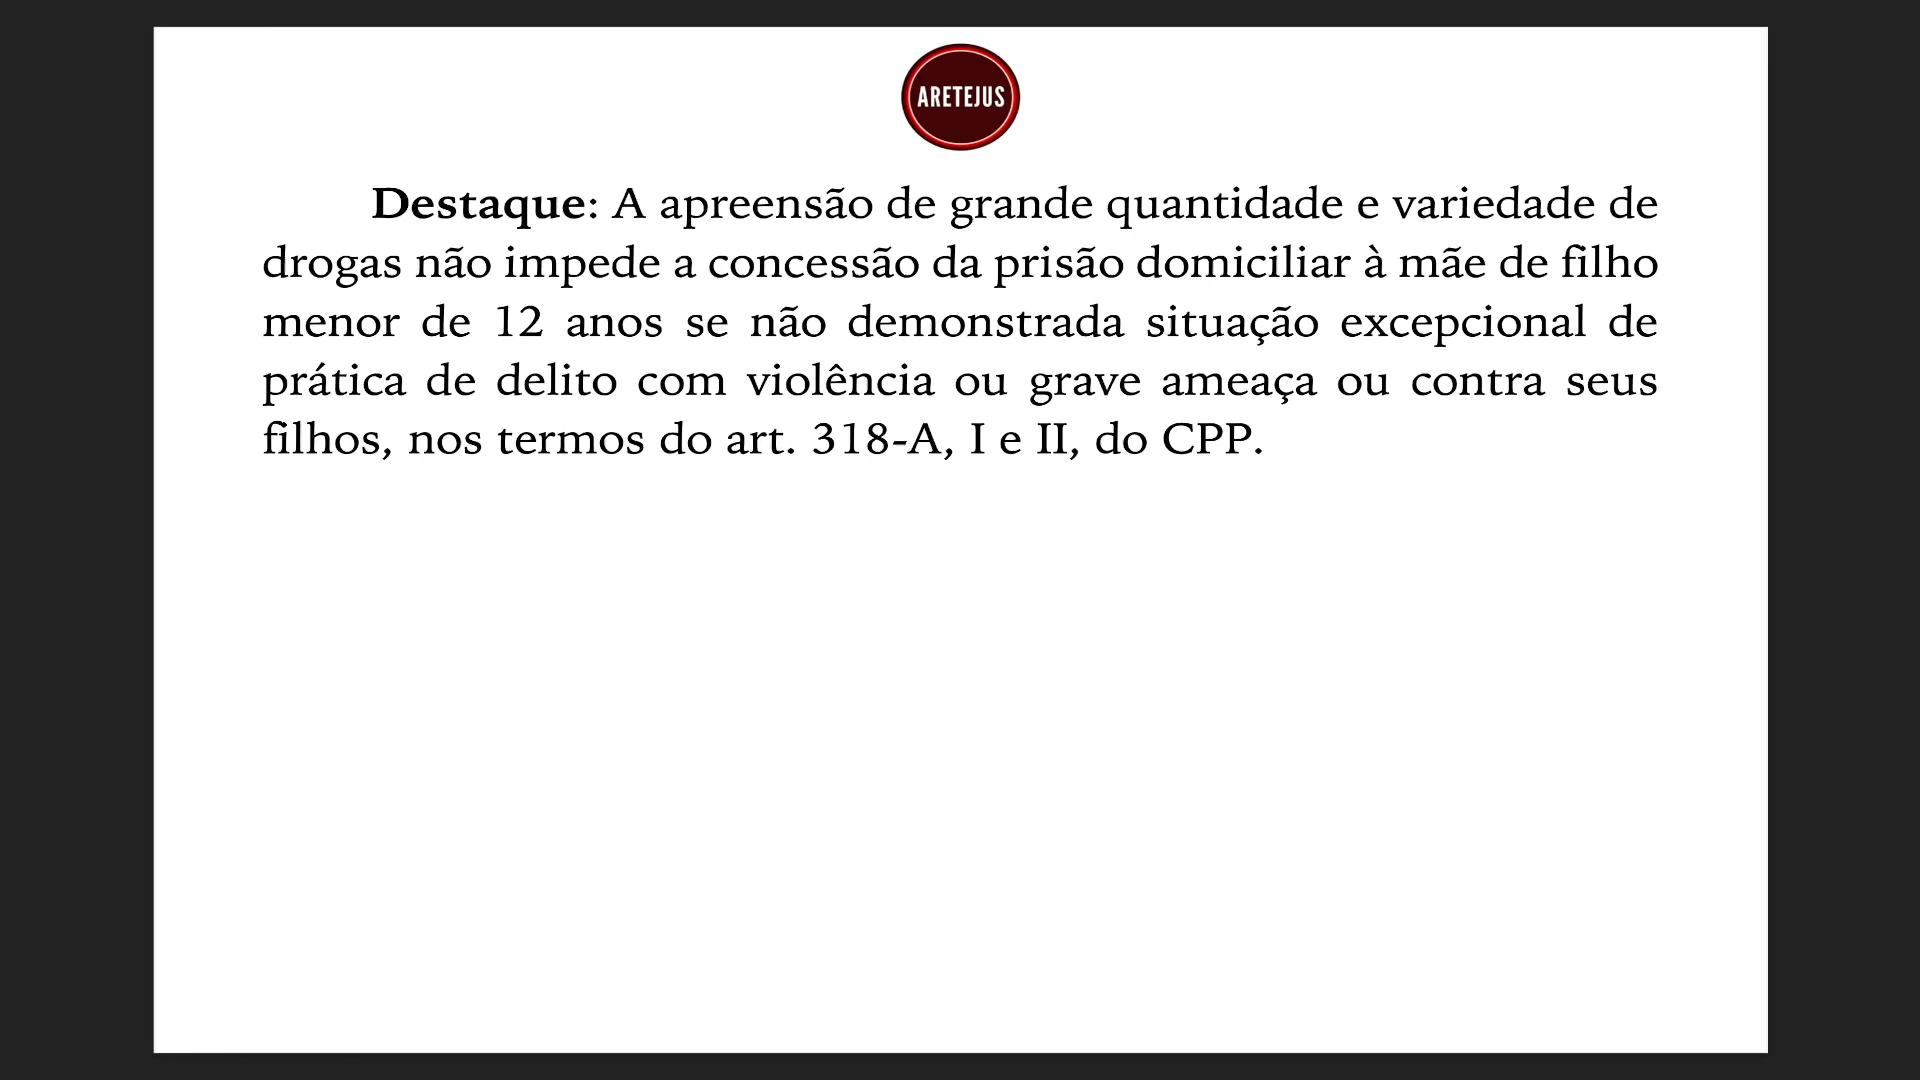 ARETEJUS
Destaque: A apreensão de grande quantidade e variedade de
drogas não impede a concessão da prisão domiciliar à mãe de filho
menor de 12 anos se não demonstrada situação excepcional de
prática de delito com violência ou grave ameaça ou contra seus
filhos, nos termos do art. 318-A, I e II, do CPP.